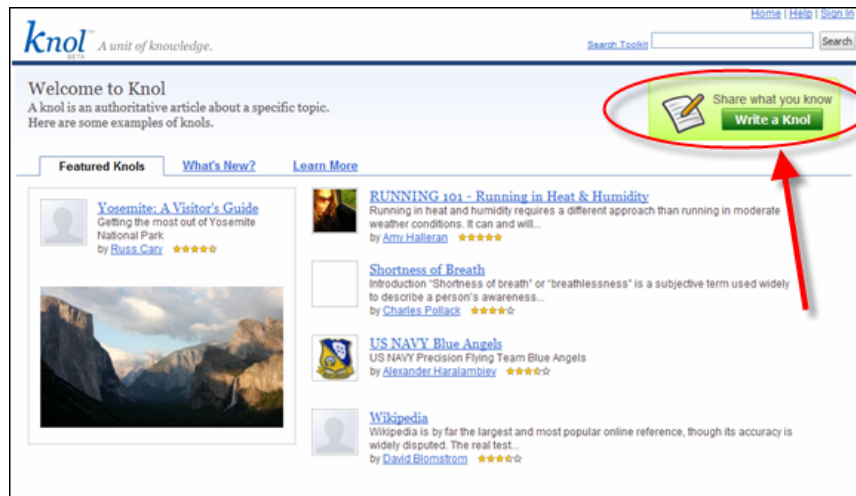 Home | Help | Sign In
knol™ A unit of knowledge.
BETA
Search Toolkit
Search
Welcome to Knol
A knol is an authoritative article about a specific topic.
Here are some examples of knols.
Share what you know
Write a Knol
Featured Knols
What's New?
Learn More
Yosemite: A Visitor's Guide
Getting the most out of Yosemite
National Park
by Russ Cary
RUNNING 101 - Running in Heat & Humidity
Running in heat and humidity requires a different approach than running in moderate
weather conditions. It can and will...
by Amy Halleran
Shortness of Breath
Introduction "Shortness of breath" or "breathlessness" is a subjective term used widely
to describe a person's awareness...
by Charles Pollack
US NAVY Blue Angels
US NAVY Precision Flying Team Blue Angels
by Alexander Haralambiev
Wikipedia
Wikipedia is by far the largest and most popular online reference, though its accuracy is
widely disputed. The real test...
by David Blomstrom